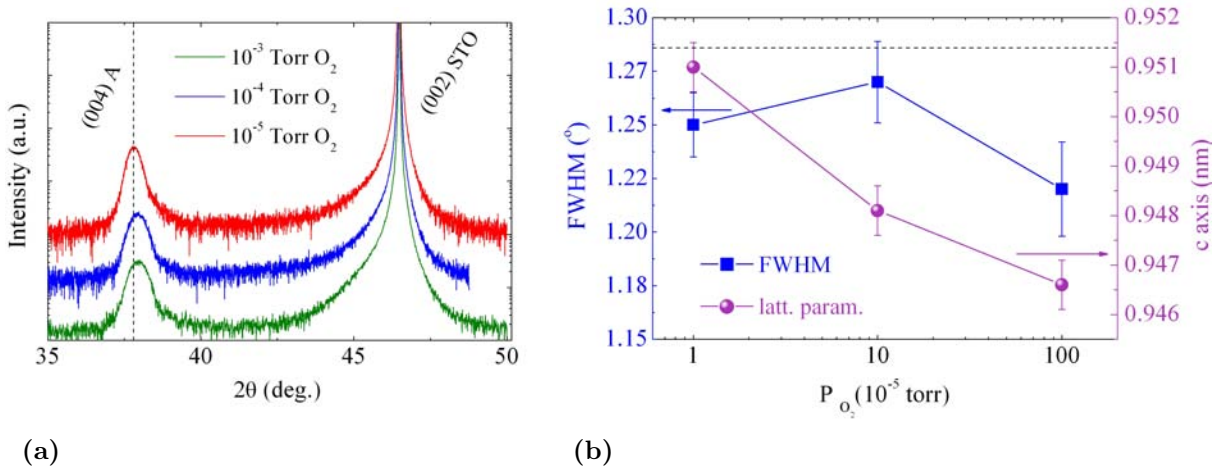 (004) A
(002) STO
10⁻³ Torr O₂
10⁻⁴ Torr O₂
10⁻⁵ Torr O₂
Intensity (a.u.)
35 40 45 50
2θ (deg.)
(a)
1.30
1.27
1.25
1.22
1.20
1.18
1.15
FWHM (°)
FWHM
latt. param.
0.952
0.951
0.950
0.949
0.948
0.947
0.946
c axis (nm)
1 10 100
P O₂ (10⁻⁵ torr)
(b)